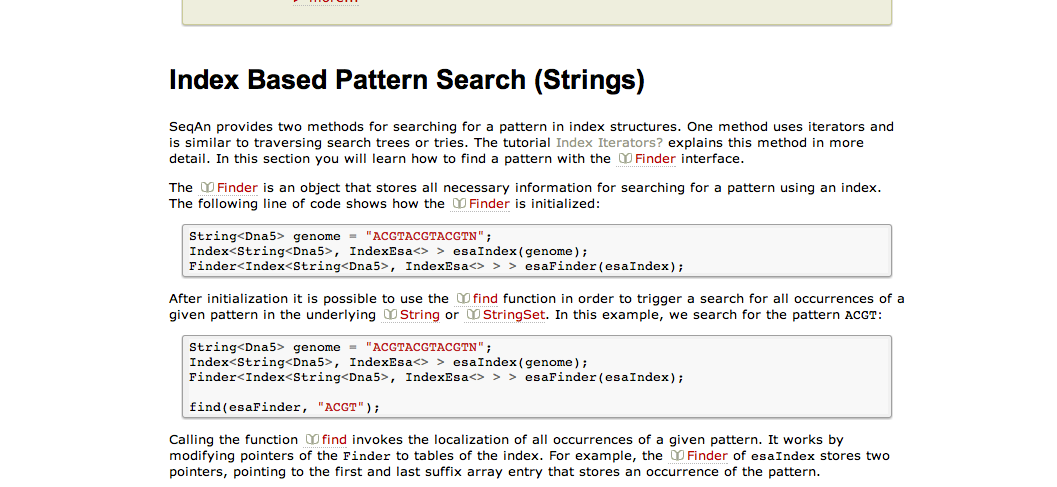 Index Based Pattern Search (Strings)
SeqAn provides two methods for searching for a pattern in index structures. One method uses iterators and
is similar to traversing search trees or tries. The tutorial Index Iterators? explains this method in more
detail. In this section you will learn how to find a pattern with the Finder interface.
The Finder is an object that stores all necessary information for searching for a pattern using an index.
The following line of code shows how the Finder is initialized:
String<Dna5> genome = "ACGTACGTACGTN";
Index<String<Dna5>, IndexEsa<> > esaIndex(genome);
Finder<Index<String<Dna5>, IndexEsa<> > > esaFinder(esaIndex);
After initialization it is possible to use the find function in order to trigger a search for all occurrences of a
given pattern in the underlying String or StringSet. In this example, we search for the pattern ACGT:
String<Dna5> genome = "ACGTACGTACGTN";
Index<String<Dna5>, IndexEsa<> > esaIndex(genome);
Finder<Index<String<Dna5>, IndexEsa<> > > esaFinder(esaIndex);
find(esaFinder, "ACGT");
Calling the function find invokes the localization of all occurrences of a given pattern. It works by
modifying pointers of the Finder to tables of the index. For example, the Finder of esaIndex stores two
pointers, pointing to the first and last suffix array entry that stores an occurrence of the pattern.